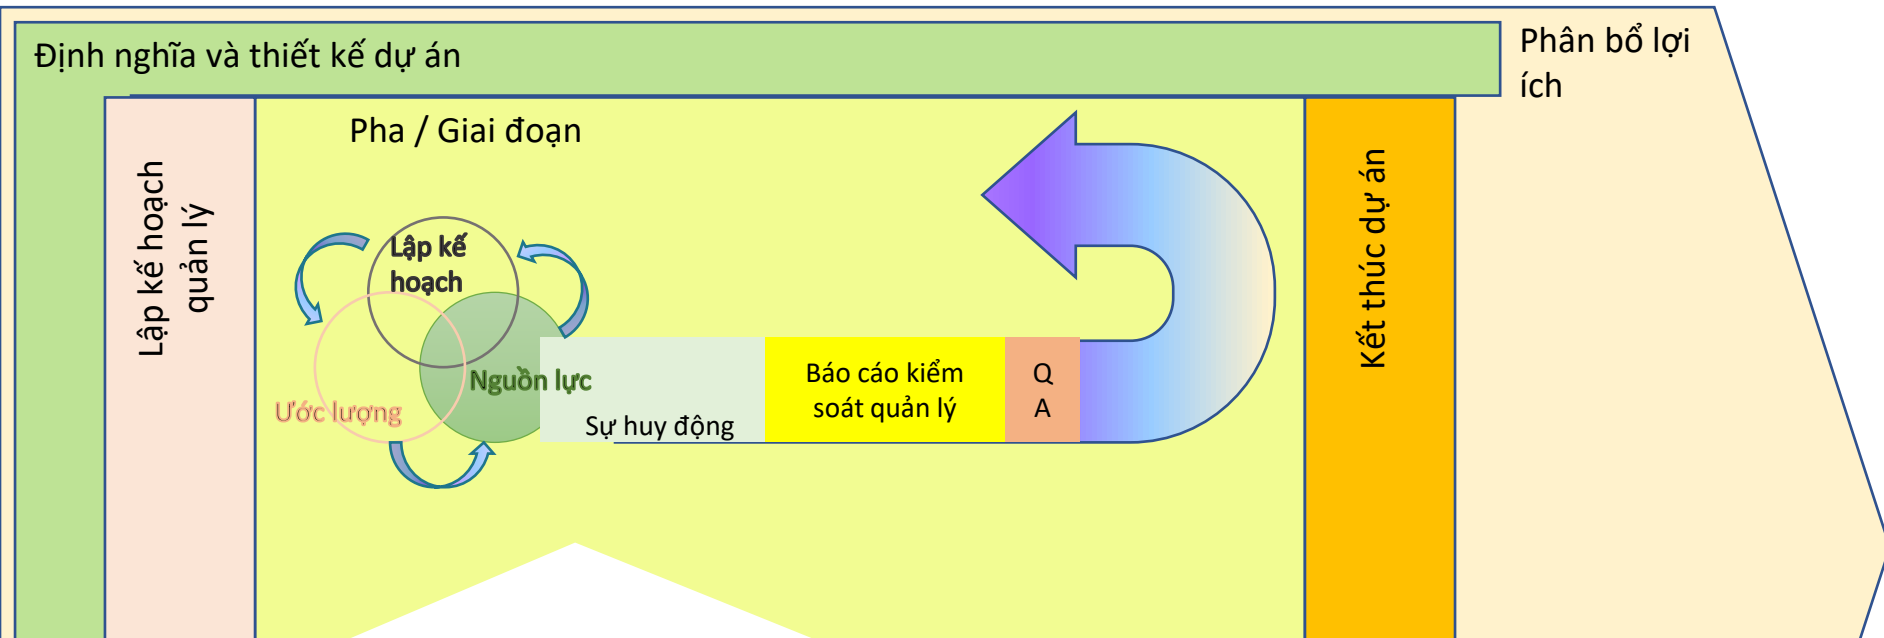 Định nghĩa và thiết kế dự án
Phân bổ lợi
ích
Lập kế hoạch
quản lý
Pha / Giai đoạn
Lập kế
hoạch
Nguồn lực
Ước lượng
Sự huy động
Báo cáo kiểm
soát quản lý
Q
A
Kết thúc dự án